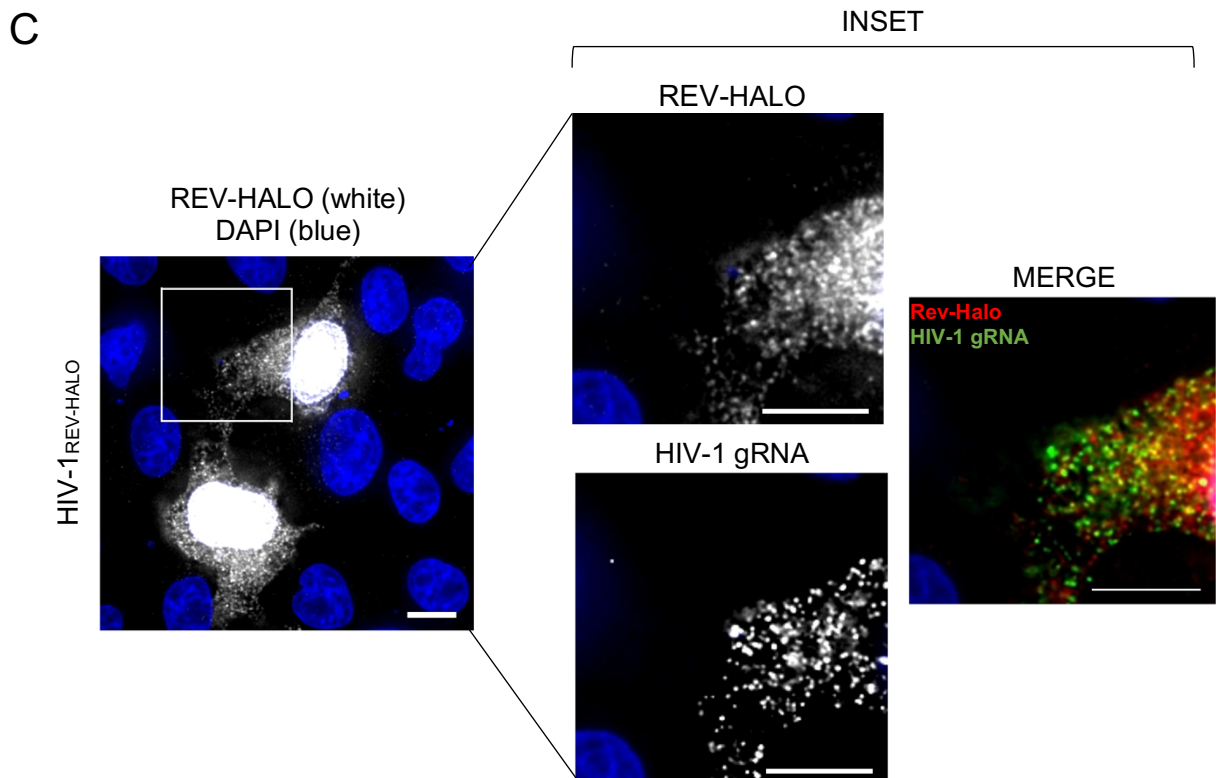 C
INSET
REV-HALO
REV-HALO (white)
DAPI (blue)
HIV-1REV-HALO
MERGE
Rev-Halo
HIV-1 gRNA
HIV-1 gRNA